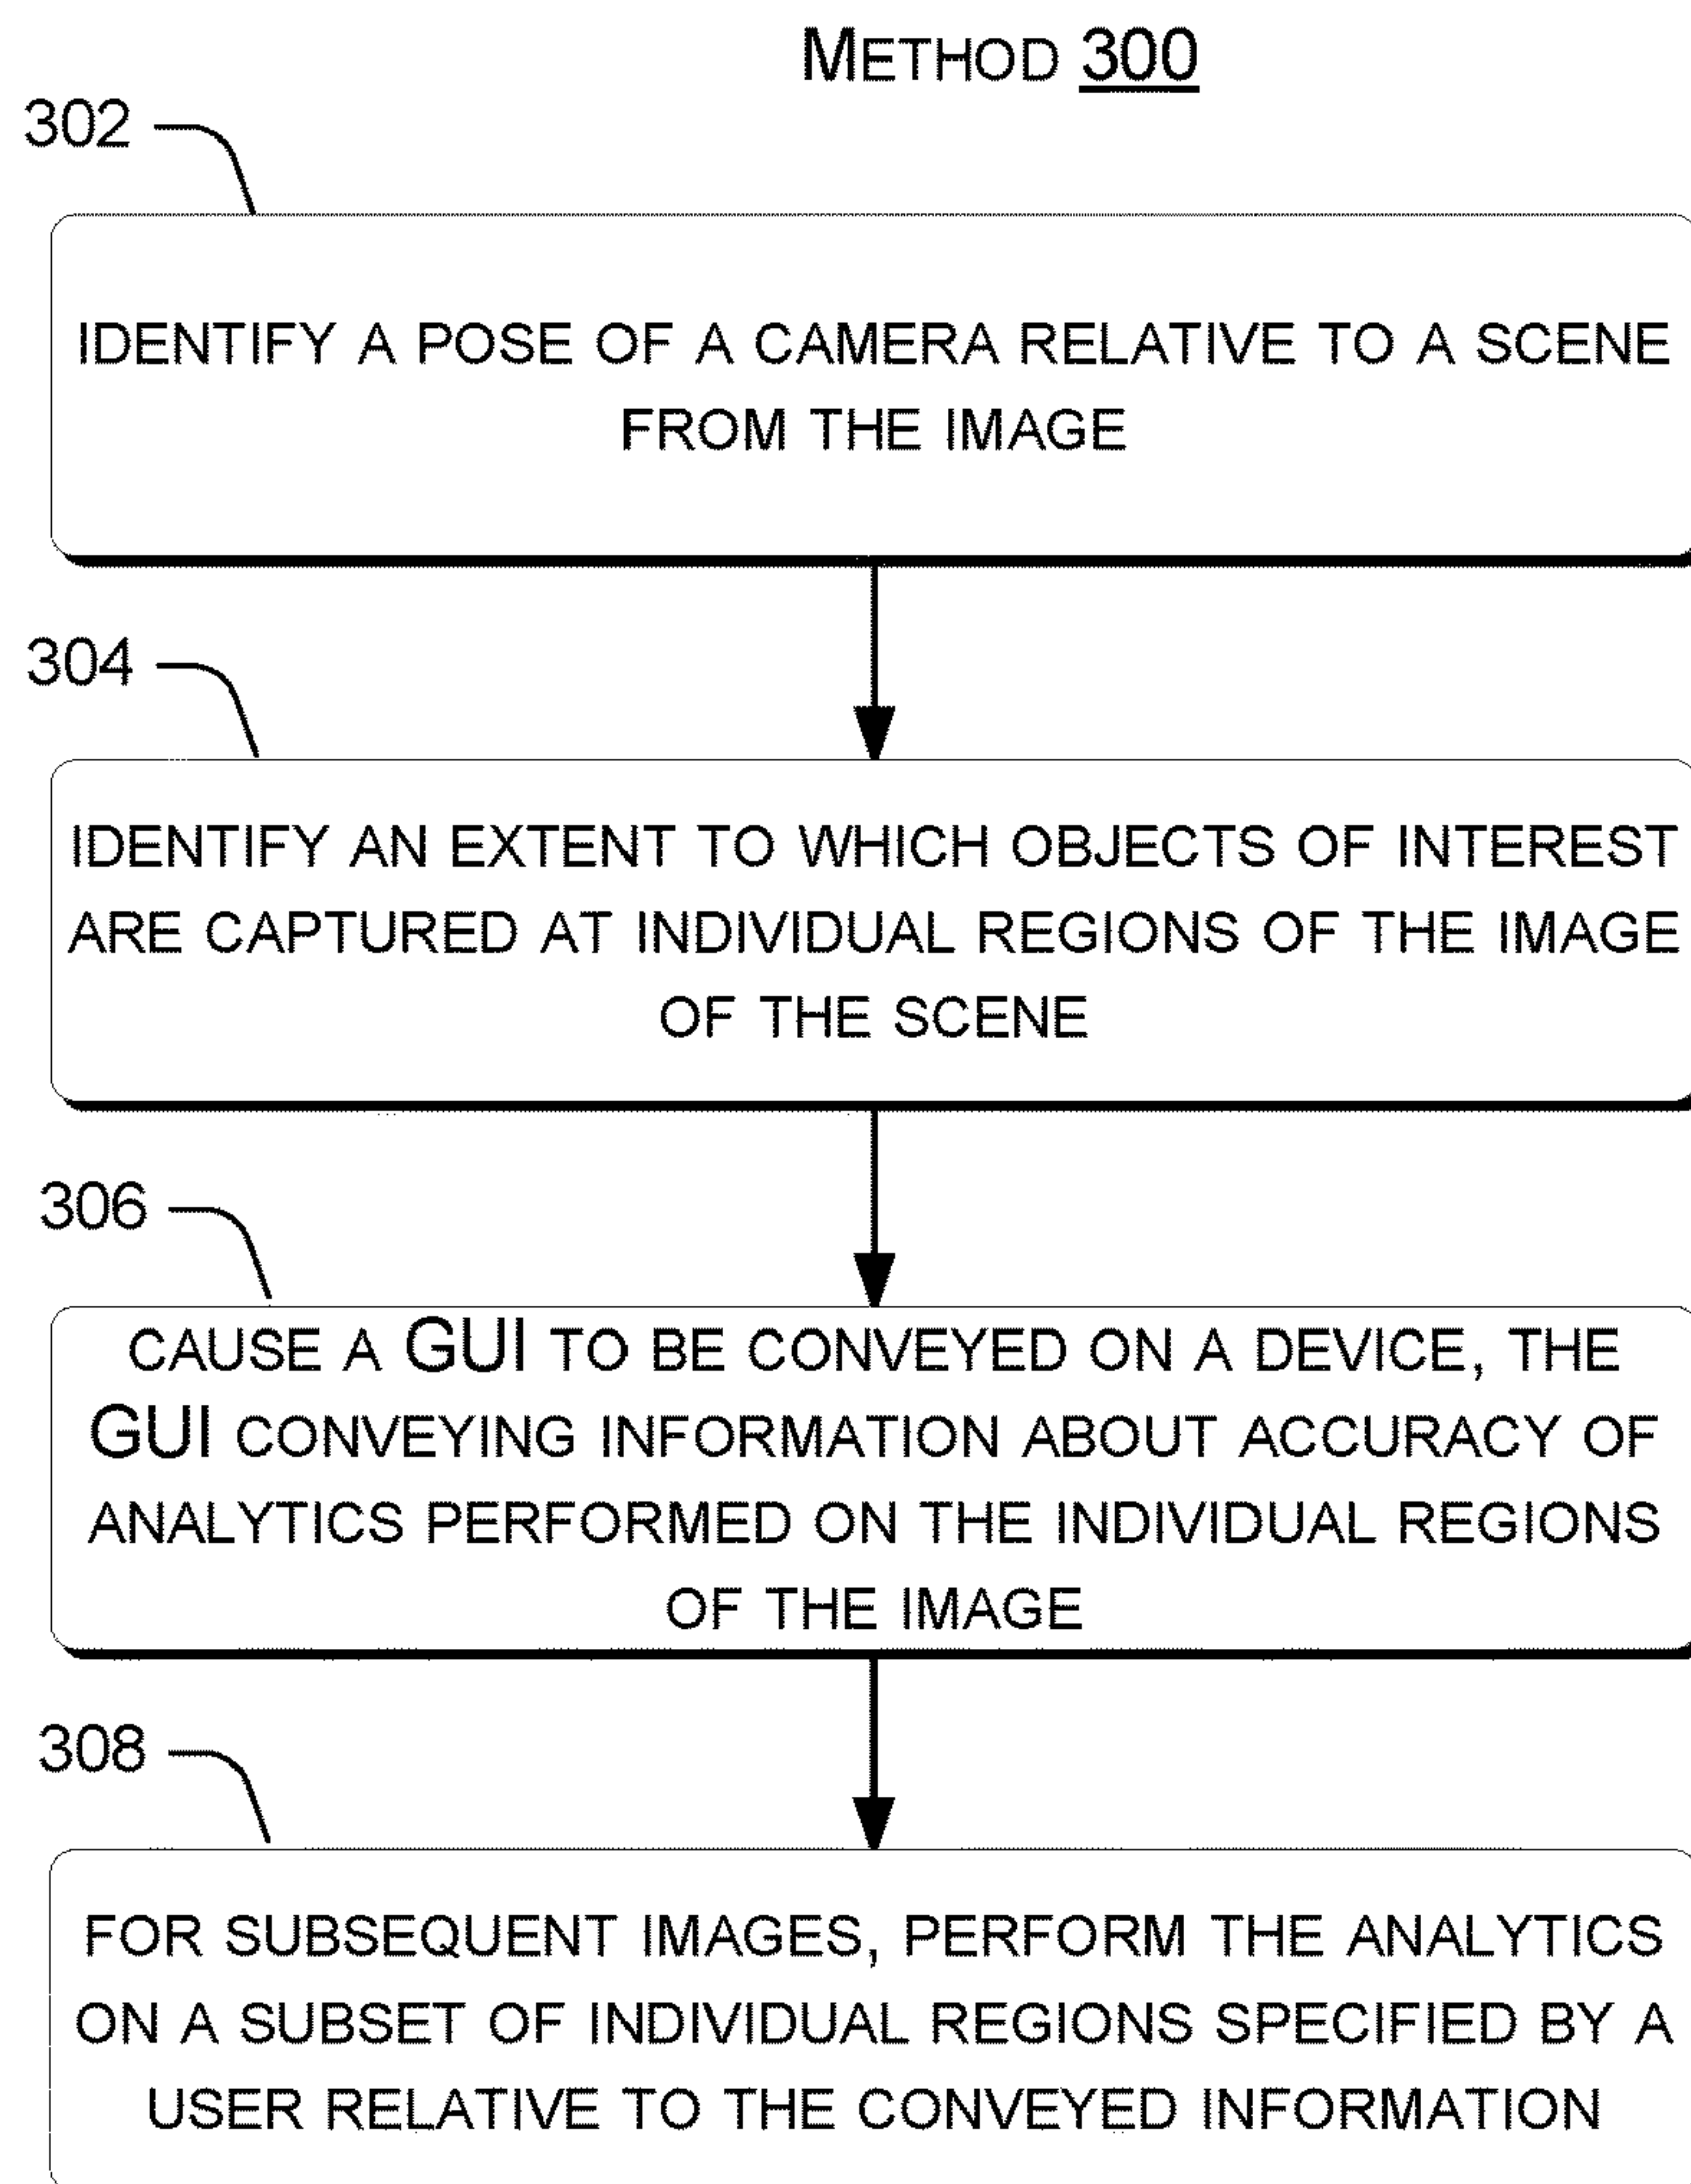 METHOD 300
302
IDENTIFY A POSE OF A CAMERA RELATIVE TO A SCENE
FROM THE IMAGE
304
IDENTIFY AN EXTENT TO WHICH OBJECTS OF INTEREST
ARE CAPTURED AT INDIVIDUAL REGIONS OF THE IMAGE
OF THE SCENE
306
CAUSE A GUI TO BE CONVEYED ON A DEVICE, THE
GUI CONVEYING INFORMATION ABOUT ACCURACY OF
ANALYTICS PERFORMED ON THE INDIVIDUAL REGIONS
OF THE IMAGE
308
FOR SUBSEQUENT IMAGES, PERFORM THE ANALYTICS
ON A SUBSET OF INDIVIDUAL REGIONS SPECIFIED BY A
USER RELATIVE TO THE CONVEYED INFORMATION